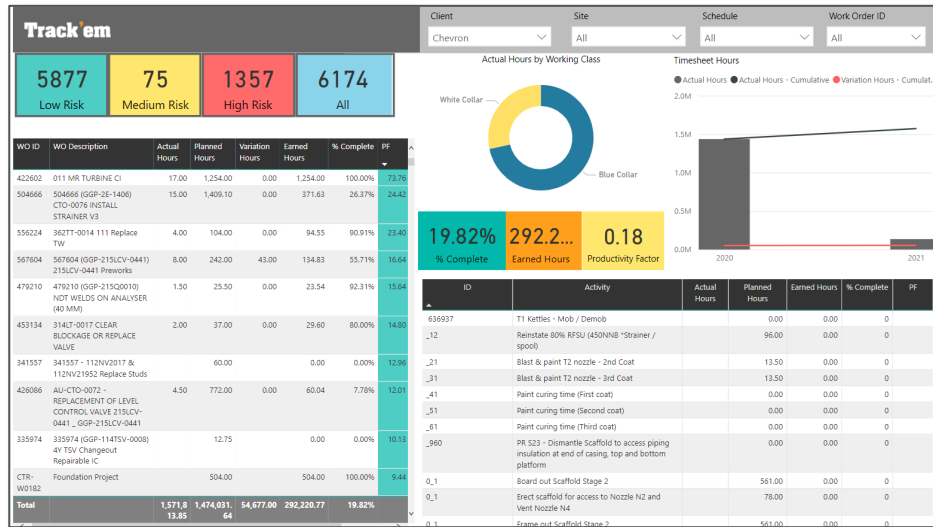 Track'em
Client
Site
Schedule
Work Order ID
Chevron
All
All
All
5877
Low Risk
75
Medium Risk
1357
High Risk
6174
All
Actual Hours by Working Class
White Collar
Blue Collar
Timesheet Hours
Actual Hours
Actual Hours - Cumulative
Variation Hours - Cumulat.
2.0M
1.5M
1.0M
0.5M
0.0M
2020
2021
19.82%
% Complete
292.2...
Earned Hours
0.18
Productivity Factor
WO ID WO Description Actual Hours Planned Hours Variation Hours Earned Hours % Complete PF
422602 011 MR TURBINE CI 17.00 1,254.00 0.00 1,254.00 100.00% 73.76
504666 504666 (GGP-2E-1406) 15.00 1,409.10 0.00 371.63 26.37% 24.42
CTO-0076 INSTALL
STRAINER V3
556224 362TT-0014 111 Replace 4.00 104.00 0.00 94.55 90.91% 23.40
TW
567604 567604 (GGP-215LCV-0441) 8.00 242.00 43.00 134.83 55.71% 16.64
215LCV-0441 Preworks
479210 479210 (GGP-215Q0010) 1.50 25.50 0.00 23.54 92.31% 15.64
NDT WELDS ON ANALYSER
(40 MM)
453134 314LT-0017 CLEAR 2.00 37.00 0.00 29.60 80.00% 14.80
BLOCKAGE OR REPLACE
VALVE
341557 341557 - 112NV2017 & 60.00 0.00 0.00% 12.96
112NV21952 Replace Studs
426086 AU-CTO-0072 - 4.50 772.00 0.00 60.04 7.78% 12.01
REPLACEMENT OF LEVEL
CONTROL VALVE 215LCV-
0441 _ GGP-215LCV-0441
335974 335974 (GGP-114TSV-0008) 12.75 0.00 0.00% 10.13
4Y TSV Changeout
Repairable IC
CTR- Foundation Project 504.00 504.00 100.00% 9.44
W0182
Total 1,571,8 1,474,031. 54,677.00 292,220.77 19.82%
13.85 64
ID Activity Actual Hours Planned Hours Earned Hours % Complete PF
636937 T1 Kettles - Mob / Demob 0.00 0.00 0
_12 Reinstate 80% RFSU (450NNB "Strainer / 96.00 0.00 0
spool)
_21 Blast & paint T2 nozzle - 2nd Coat 13.50 0.00 0
_31 Blast & paint T2 nozzle - 3rd Coat 13.50 0.00 0
_41 Paint curing time (First coat) 0.00 0.00 0
_51 Paint curing time (Second coat) 0.00 0.00 0
_61 Paint curing time (Third coat) 0.00 0.00 0
_960 PR S23 - Dismantle Scaffold to access piping 0.00 0.00 0
insulation at end of casing, top and bottom
platform
0_1 Board out Scaffold Stage 2 561.00 0.00 0
0_1 Erect scaffold for access to Nozzle N2 and 78.00 0.00 0
Vent Nozzle N4
0_1 Frame out Scaffold Stage 2 561.00 0.00 0